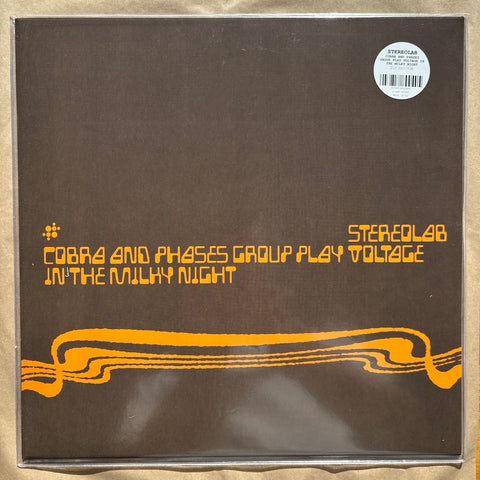 STEREOLAB
COBRA AND PHASES
GROUP PLAY VOLTAGE IN
THE MILKY NIGHT
STEREOLAB
COBRA AND PHASES GROUP PLAY VOLTAGE
IN THE MILKY NIGHT